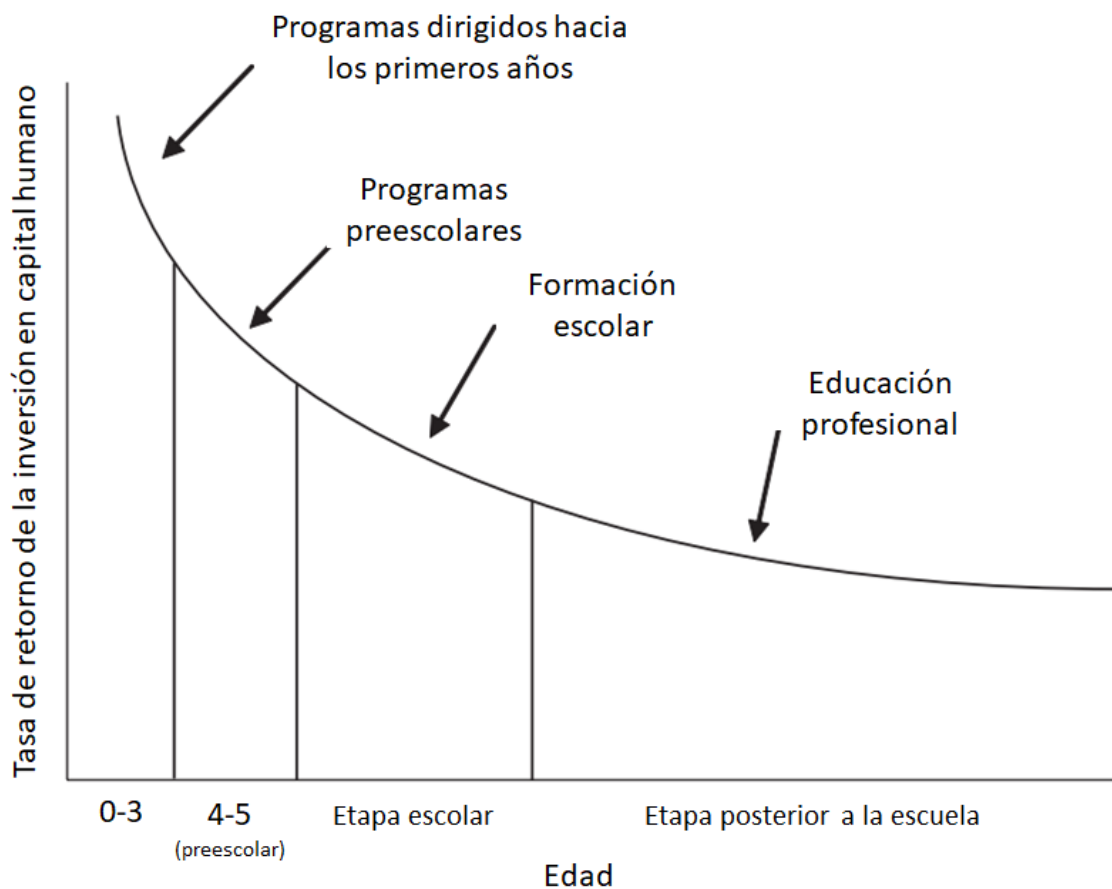 Programas dirigidos hacia
los primeros años
Programas
preescolares
Formación
escolar
Educación
profesional
Tasa de retorno de la inversión en capital humano
0-3
4-5
(preescolar)
Etapa escolar
Etapa posterior a la escuela
Edad